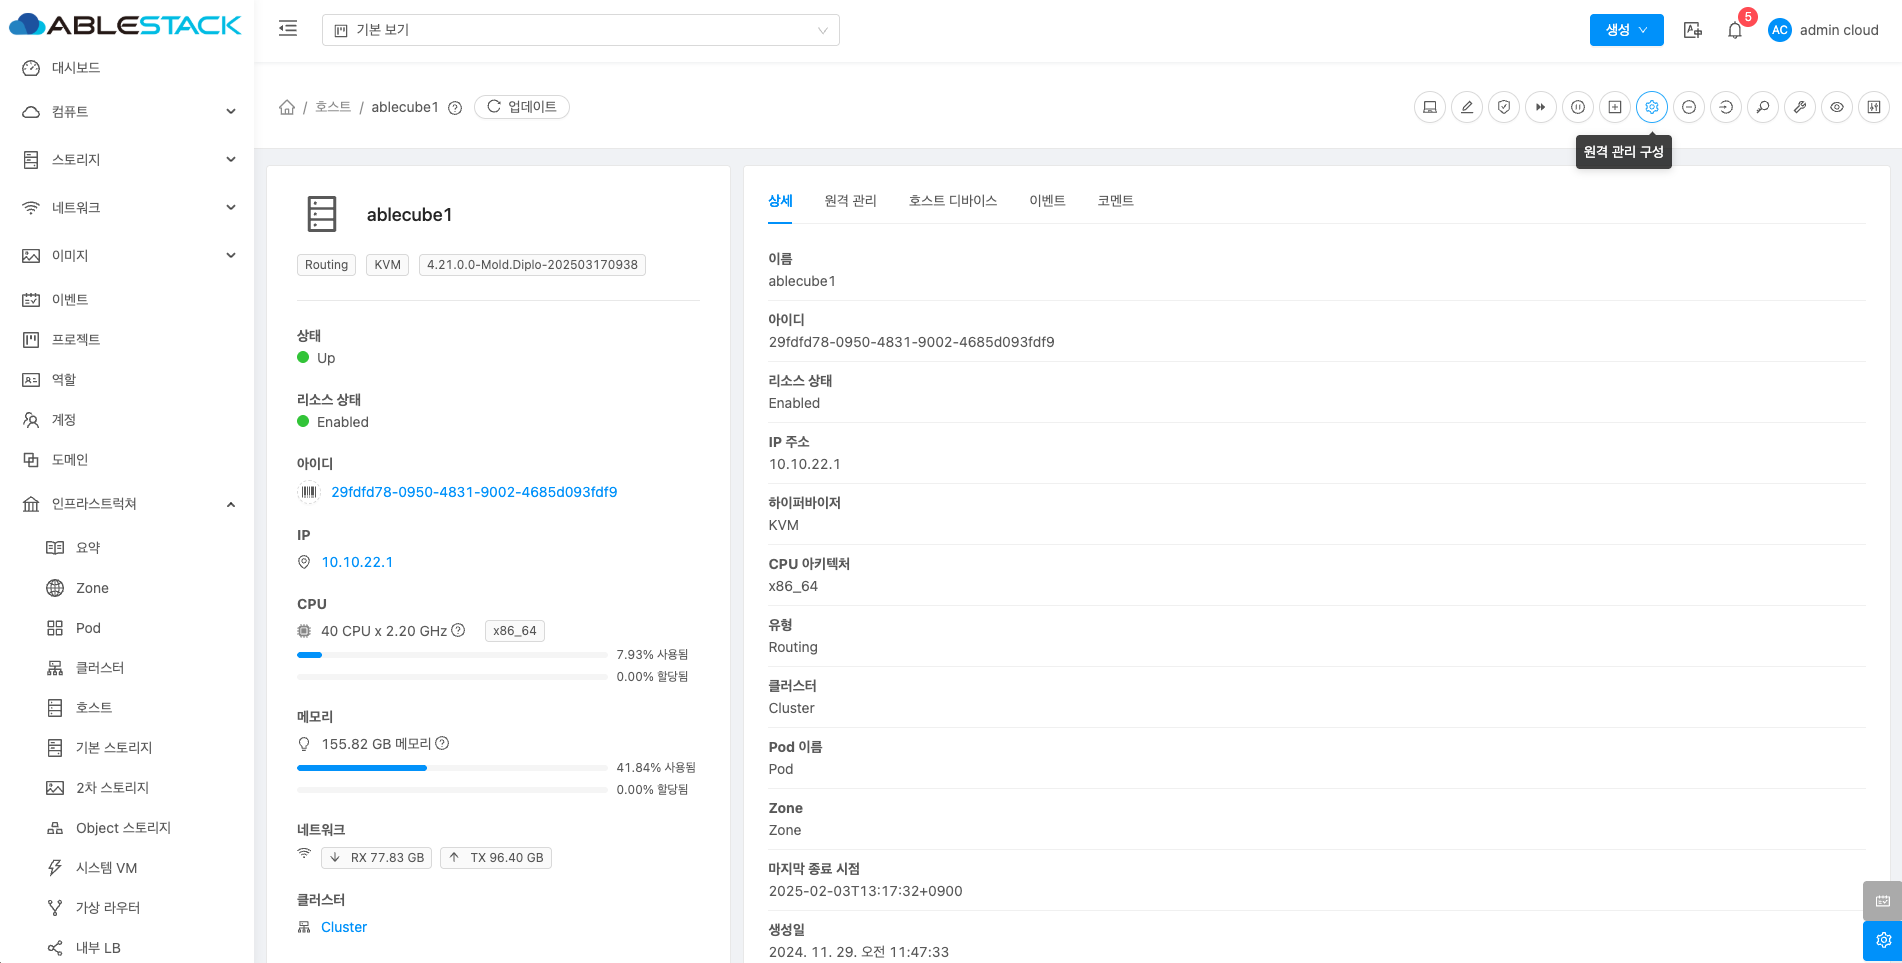 ABLESTACK
기본 보기
생성
5
AC
admin cloud
대시보드
컴퓨트
스토리지
네트워크
이미지
이벤트
프로젝트
역할
계정
도메인
인프라스트럭쳐
요약
Zone
Pod
클러스터
호스트
기본 스토리지
2차 스토리지
Object 스토리지
시스템 VM
가상 라우터
내부 LB
/ 호스트 / ablecube1
업데이트
원격 관리 구성
ablecube1
Routing
KVM
4.21.0.0-Mold.Diplo-202503170938
상태
Up
리소스 상태
Enabled
아이디
29fdfd78-0950-4831-9002-4685d093fdf9
IP
10.10.22.1
CPU
40 CPU x 2.20 GHz
x86_64
7.93% 사용됨
0.00% 할당됨
메모리
155.82 GB 메모리
41.84% 사용됨
0.00% 할당됨
네트워크
RX 77.83 GB
TX 96.40 GB
클러스터
Cluster
상세
원격 관리
호스트 디바이스
이벤트
코멘트
이름
ablecube1
아이디
29fdfd78-0950-4831-9002-4685d093fdf9
리소스 상태
Enabled
IP 주소
10.10.22.1
하이퍼바이저
KVM
CPU 아키텍처
x86_64
유형
Routing
클러스터
Cluster
Pod 이름
Pod
Zone
Zone
마지막 종료 시점
2025-02-03T13:17:32+0900
생성일
2024. 11. 29. 오전 11:47:33